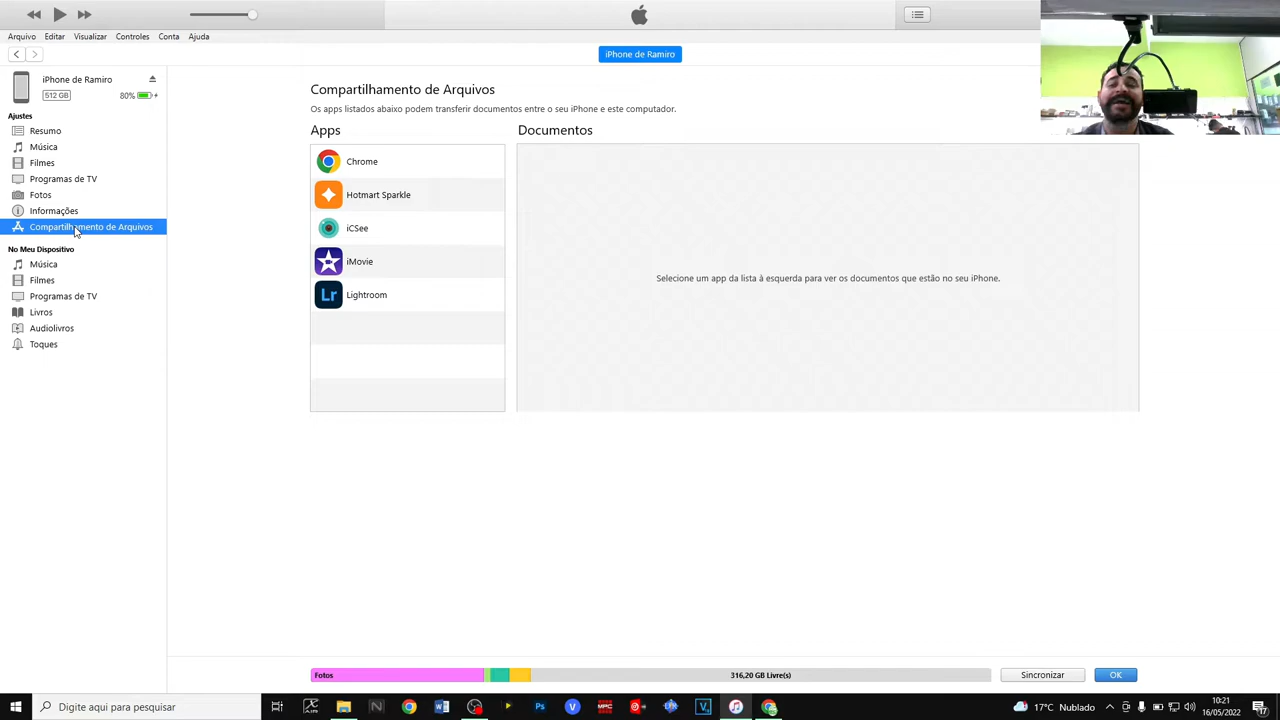 Arquivo Editar Visualizar Controles Conta Ajuda
iPhone de Ramiro
iPhone de Ramiro
512 GB 80%
Ajustes
Resumo
Música
Filmes
Programas de TV
Fotos
Informações
Compartilhamento de Arquivos
No Meu Dispositivo
Música
Filmes
Programas de TV
Livros
Audiolivros
Toques
Compartilhamento de Arquivos
Os apps listados abaixo podem transferir documentos entre o seu iPhone e este computador.
Apps
Chrome
Hotmart Sparkle
iCSee
iMovie
Lr Lightroom
Documentos
Selecione um app da lista à esquerda para ver os documentos que estão no seu iPhone.
Fotos 316,20 GB Livre(s) Sincronizar OK
Digite aqui para pesquisar
17°C Nublado
10:21
16/05/2022
17